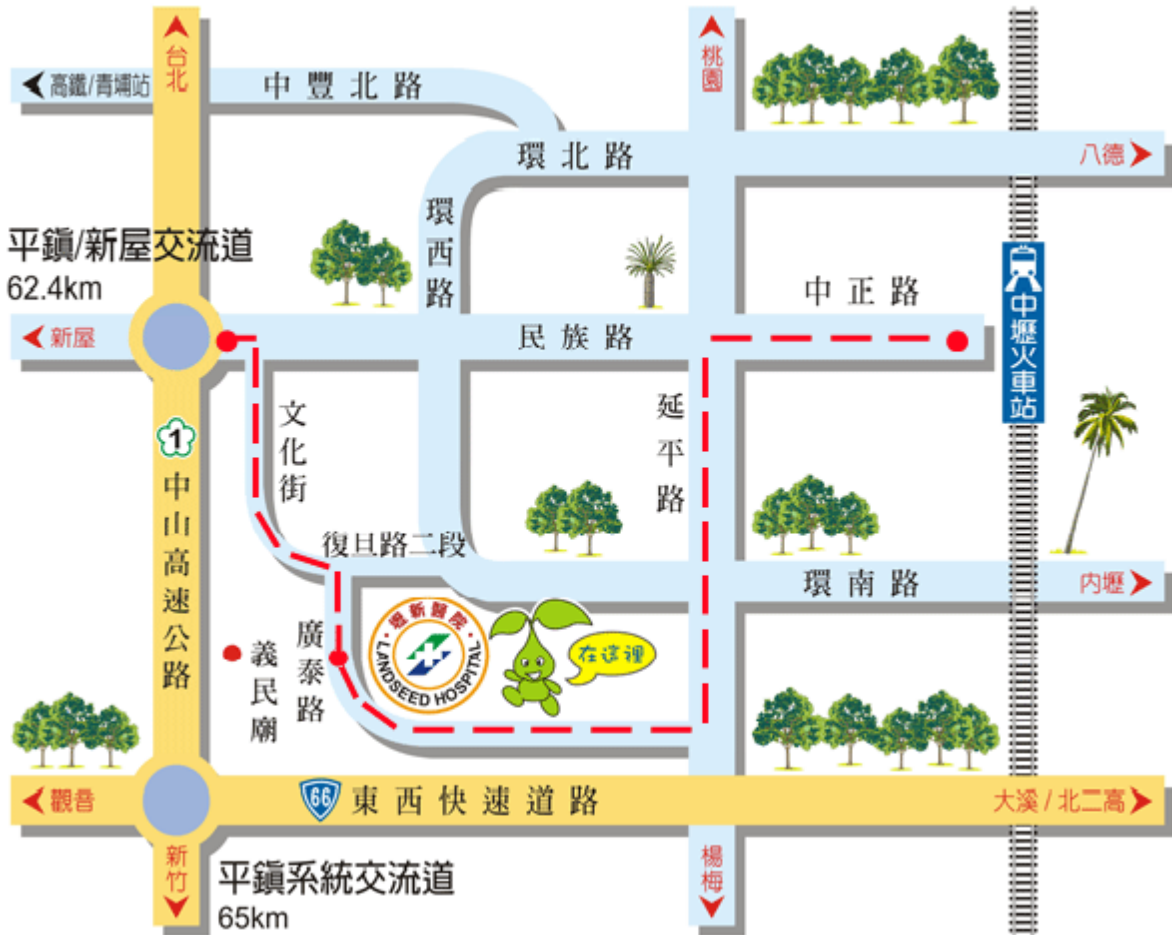 台北
桃園
高鐵/青埔站
中豐北路
環北路
八德
環西路
平鎮/新屋交流道
62.4km
中正路
中壢火車站
新屋
民族路
文化街
延平路
1
中山高速公路
復旦路二段
環南路
內壢
義民廟
廣泰路
壢新醫院
LANDSEED HOSPITAL
在這裡
觀音
66
東西快速道路
大溪/北二高
新竹
楊梅
平鎮系統交流道
65km